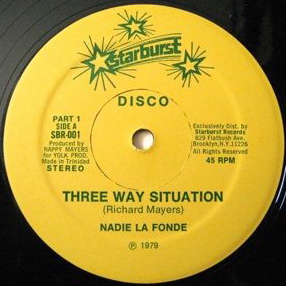 Starburst
DISCO
PART 1
SIDE A
SBR-001
Produced by
NAPPY MAYERS
for YOLK PROD.
Made in Trinidad
STEREO
Exclusively Dist. by
Starburst Records
829 Flatbush Ave.
Brooklyn, N.Y. 11226
All Rights Reserved
45 RPM
THREE WAY SITUATION
(Richard Mayers)
NADIE LA FONDE
℗ 1979